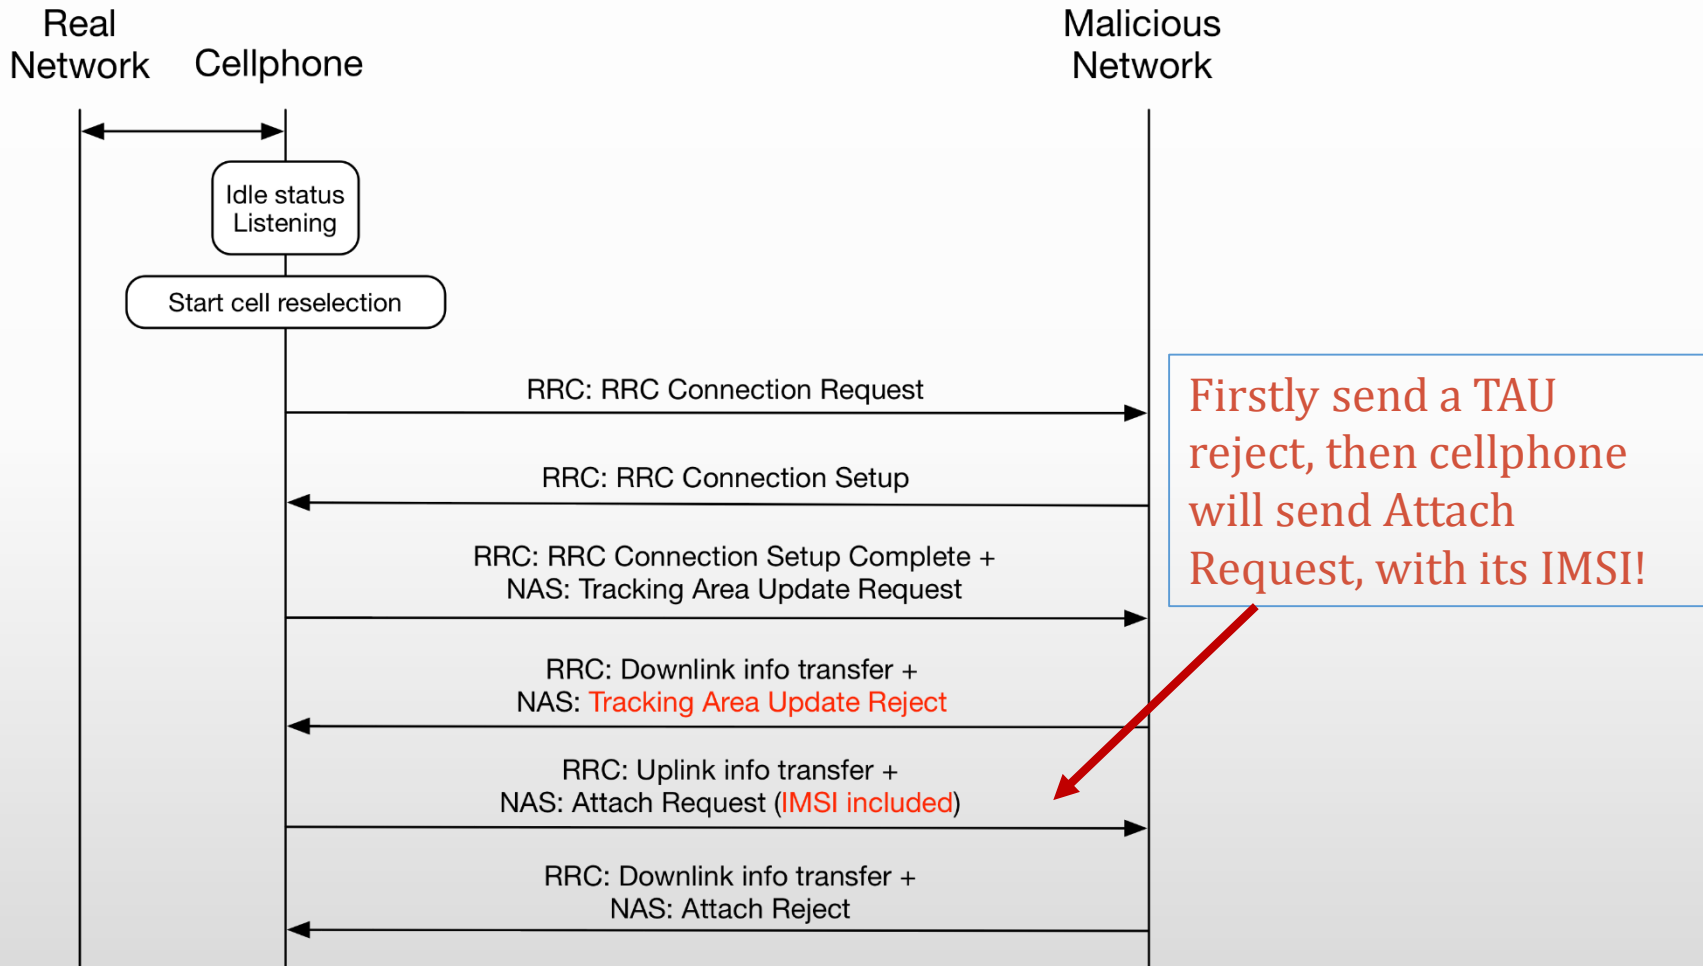 Real
Network
Cellphone
Malicious
Network
Idle status
Listening
Start cell reselection
RRC: RRC Connection Request
RRC: RRC Connection Setup
RRC: RRC Connection Setup Complete +
NAS: Tracking Area Update Request
RRC: Downlink info transfer +
NAS: Tracking Area Update Reject
RRC: Uplink info transfer +
NAS: Attach Request (IMSI included)
RRC: Downlink info transfer +
NAS: Attach Reject
Firstly send a TAU
reject, then cellphone
will send Attach
Request, with its IMSI!